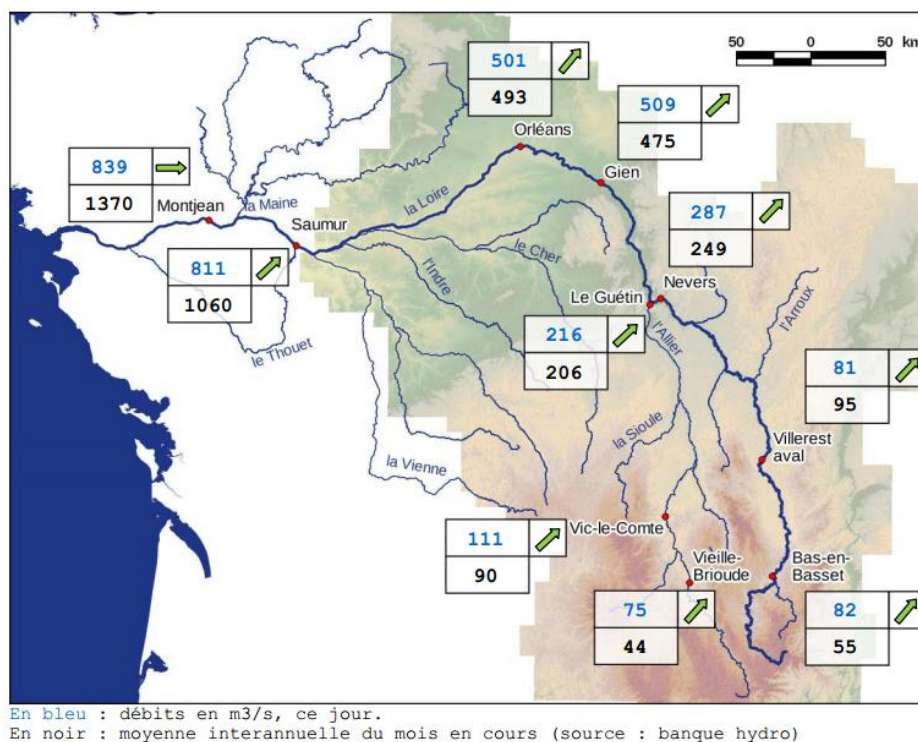 50 0 50 km
501
493
Orléans
509
475
Gien
839
1370
Montjean
la Maine
Saumur
la Loire
811
1060
le Thouet
le Cher
l'Indre
287
249
Nevers
Le Guétin
216
206
l'Allier
l'Arroux
81
95
Villerest
aval
la Sioule
la Vienne
Vic-le-Comte
111
90
Vieille-
Brioude
75
44
Bas-en-
Basset
82
55
En bleu : débits en m3/s, ce jour.
En noir : moyenne interannuelle du mois en cours (source : banque hydro)